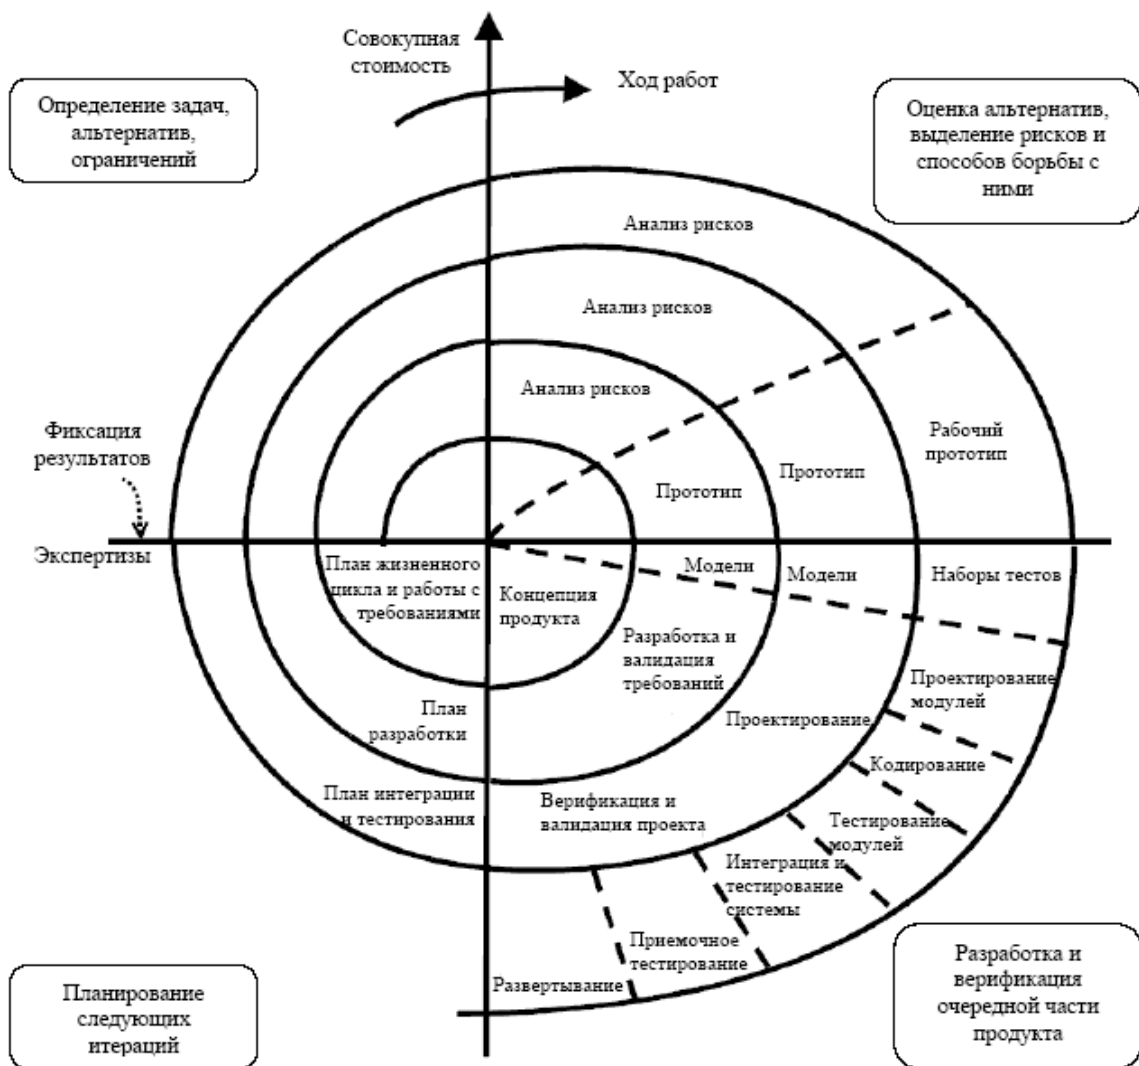 Совокупная
стоимость
Ход работ
Определение задач,
альтернатив,
ограничений
Оценка альтернатив,
выделение рисков и
способов борьбы с
ними
Анализ рисков
Анализ рисков
Анализ рисков
Фиксация
результатов
Рабочий
прототип
Прототип
Прототип
Экспертизы
План жизненного
цикла и работы с
требованиями
Концепция
продукта
Модели
Модели
Наборы тестов
Разработка и
валидация
требований
Проектирование
модулей
План
разработки
Проектирование
Кодирование
План интеграции
и тестирования
Верификация и
валидация проекта
Тестирование
модулей
Интеграция и
тестирование
системы
Приемочное
тестирование
Развертывание
Планирование
следующих
итераций
Разработка и
верификация
очередной части
продукта